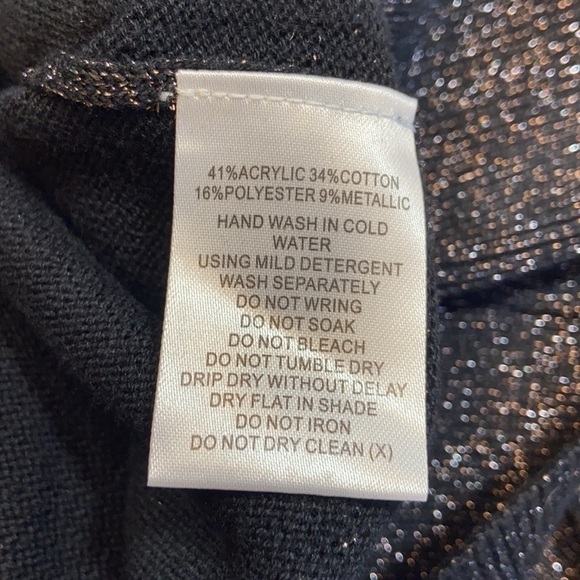 41%ACRYLIC 34%COTTON
16%POLYESTER 9%METALLIC
HAND WASH IN COLD
WATER
USING MILD DETERGENT
WASH SEPARATELY
DO NOT WRING
DO NOT SOAK
DO NOT BLEACH
DO NOT TUMBLE DRY
DRIP DRY WITHOUT DELAY
DRY FLAT IN SHADE
DO NOT IRON
DO NOT DRY CLEAN (X)